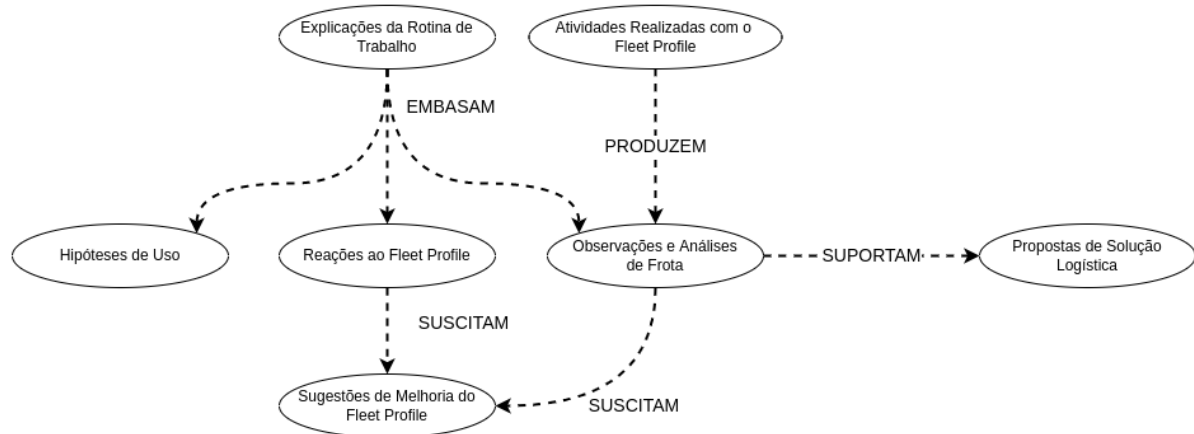 Explicações da Rotina de
Trabalho
Atividades Realizadas com o
Fleet Profile
EMBASAM
PRODUZEM
Hipóteses de Uso
Reações ao Fleet Profile
Observações e Análises
de Frota
SUPORTAM
Propostas de Solução
Logística
SUSCITAM
Sugestões de Melhoria do
Fleet Profile
SUSCITAM